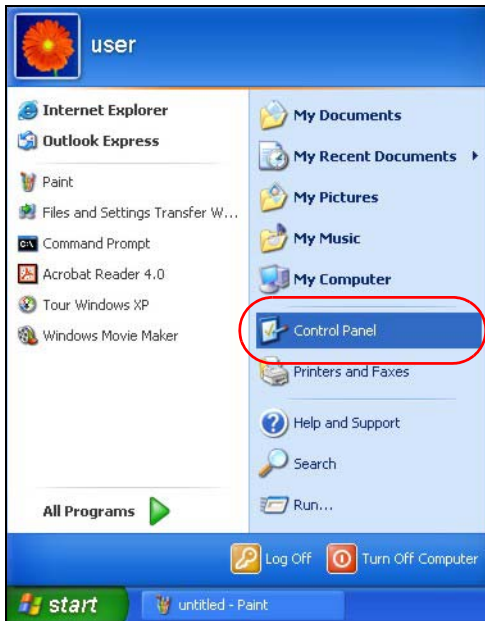 user
Internet Explorer
Outlook Express
Paint
Files and Settings Transfer W...
Command Prompt
Acrobat Reader 4.0
Tour Windows XP
Windows Movie Maker
All Programs
My Documents
My Recent Documents
My Pictures
My Music
My Computer
Control Panel
Printers and Faxes
Help and Support
Search
Run...
Log Off
Turn Off Computer
start
untitled - Paint